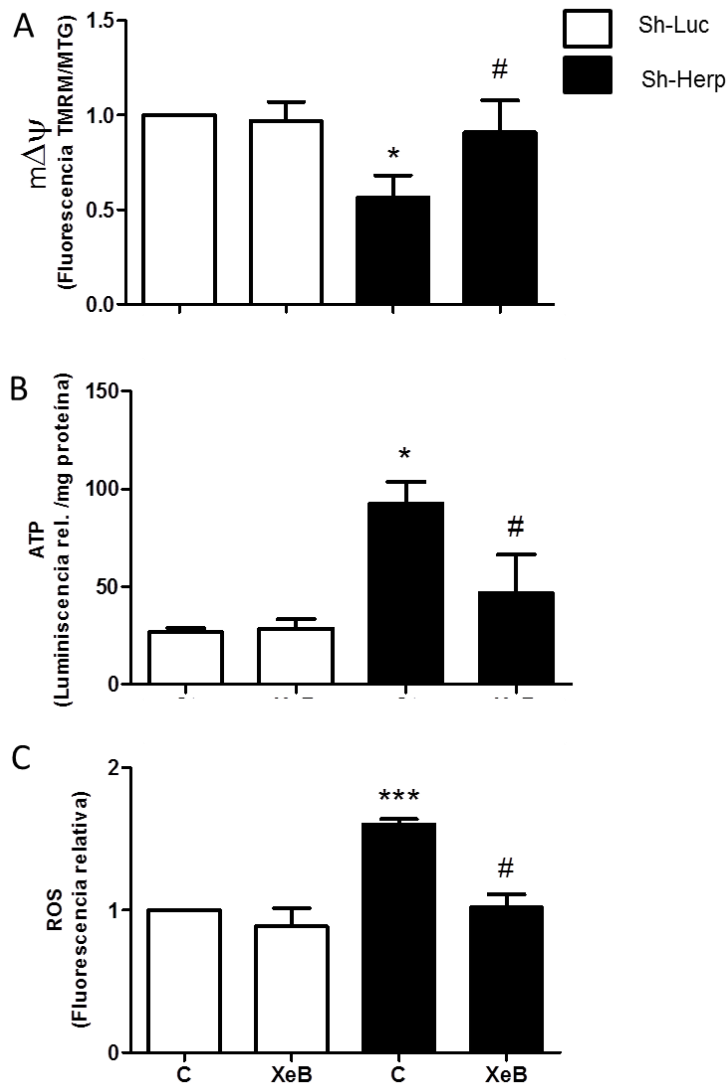 A
Sh-Luc
Sh-Herp
mΔψ
(Fluorescencia TMRM/MTG)
1.5
1.0
0.5
0.0
*
#
B
ATP
(Luminiscencia rel. /mg proteína)
150
100
50
0
*
#
C
ROS
(Fluorescencia relativa)
2
1
0
***
#
C XeB C XeB